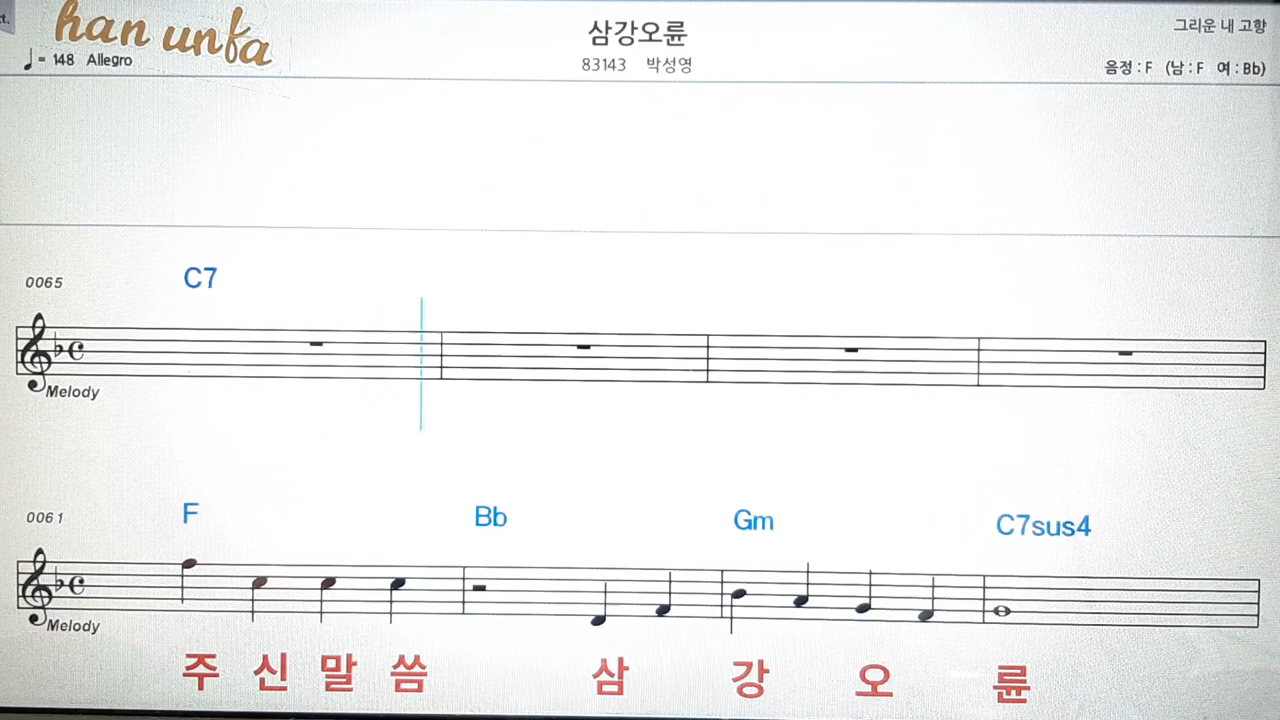 ct.
han unfa
♩= 148 Allegro
삼강오륜
83143 박성영
그리운 내 고향
음정 : F (남 : F 여 : Bb)
0065 C7
Melody
0061 F Bb Gm C7sus4
Melody
주 신 말 씀 삼 강 오 륜